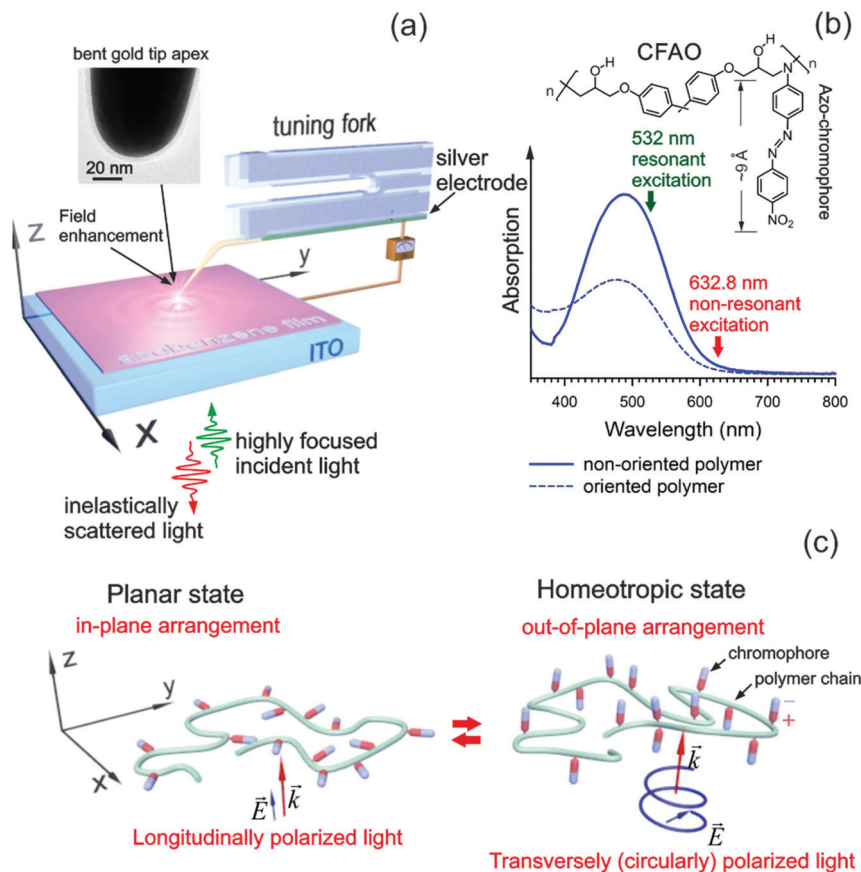 (a)
bent gold tip apex
20 nm
tuning fork
silver
electrode
Field
enhancement
z
y
x
azobenzene film
ITO
highly focused
incident light
inelastically
scattered light
(b)
CFAO
O H
O O
O H
N
n
n
Azo-chromophore
~9 Å
N
N
NO2
532 nm
resonant
excitation
632.8 nm
non-resonant
excitation
Absorption
400 500 600 700 800
Wavelength (nm)
non-oriented polymer
oriented polymer
(c)
Planar state
in-plane arrangement
z
y
x
E k
Longitudinally polarized light
Homeotropic state
out-of-plane arrangement
chromophore
polymer chain
−
+
k
E
Transversely (circularly) polarized light